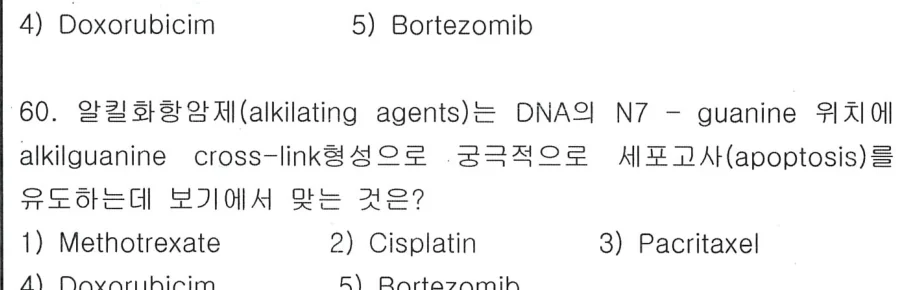 4) Doxorubicim 5) Bortezomib
60. 알킬화항암제(alkilating agents)는 DNA의 N7 - guanine 위치에
alkilguanine cross-link형성으로 궁극적으로 세포고사(apoptosis)를
유도하는데 보기에서 맞는 것은?
1) Methotrexate 2) Cisplatin 3) Pacritaxel
4) Doxorubicim 5) Bortezomib